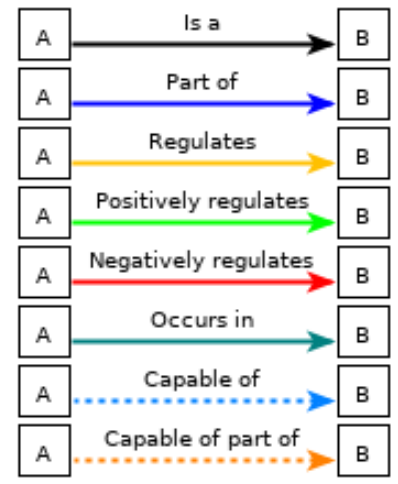 Is a
A B
Part of
A B
Regulates
A B
Positively regulates
A B
Negatively regulates
A B
Occurs in
A B
Capable of
A B
Capable of part of
A B